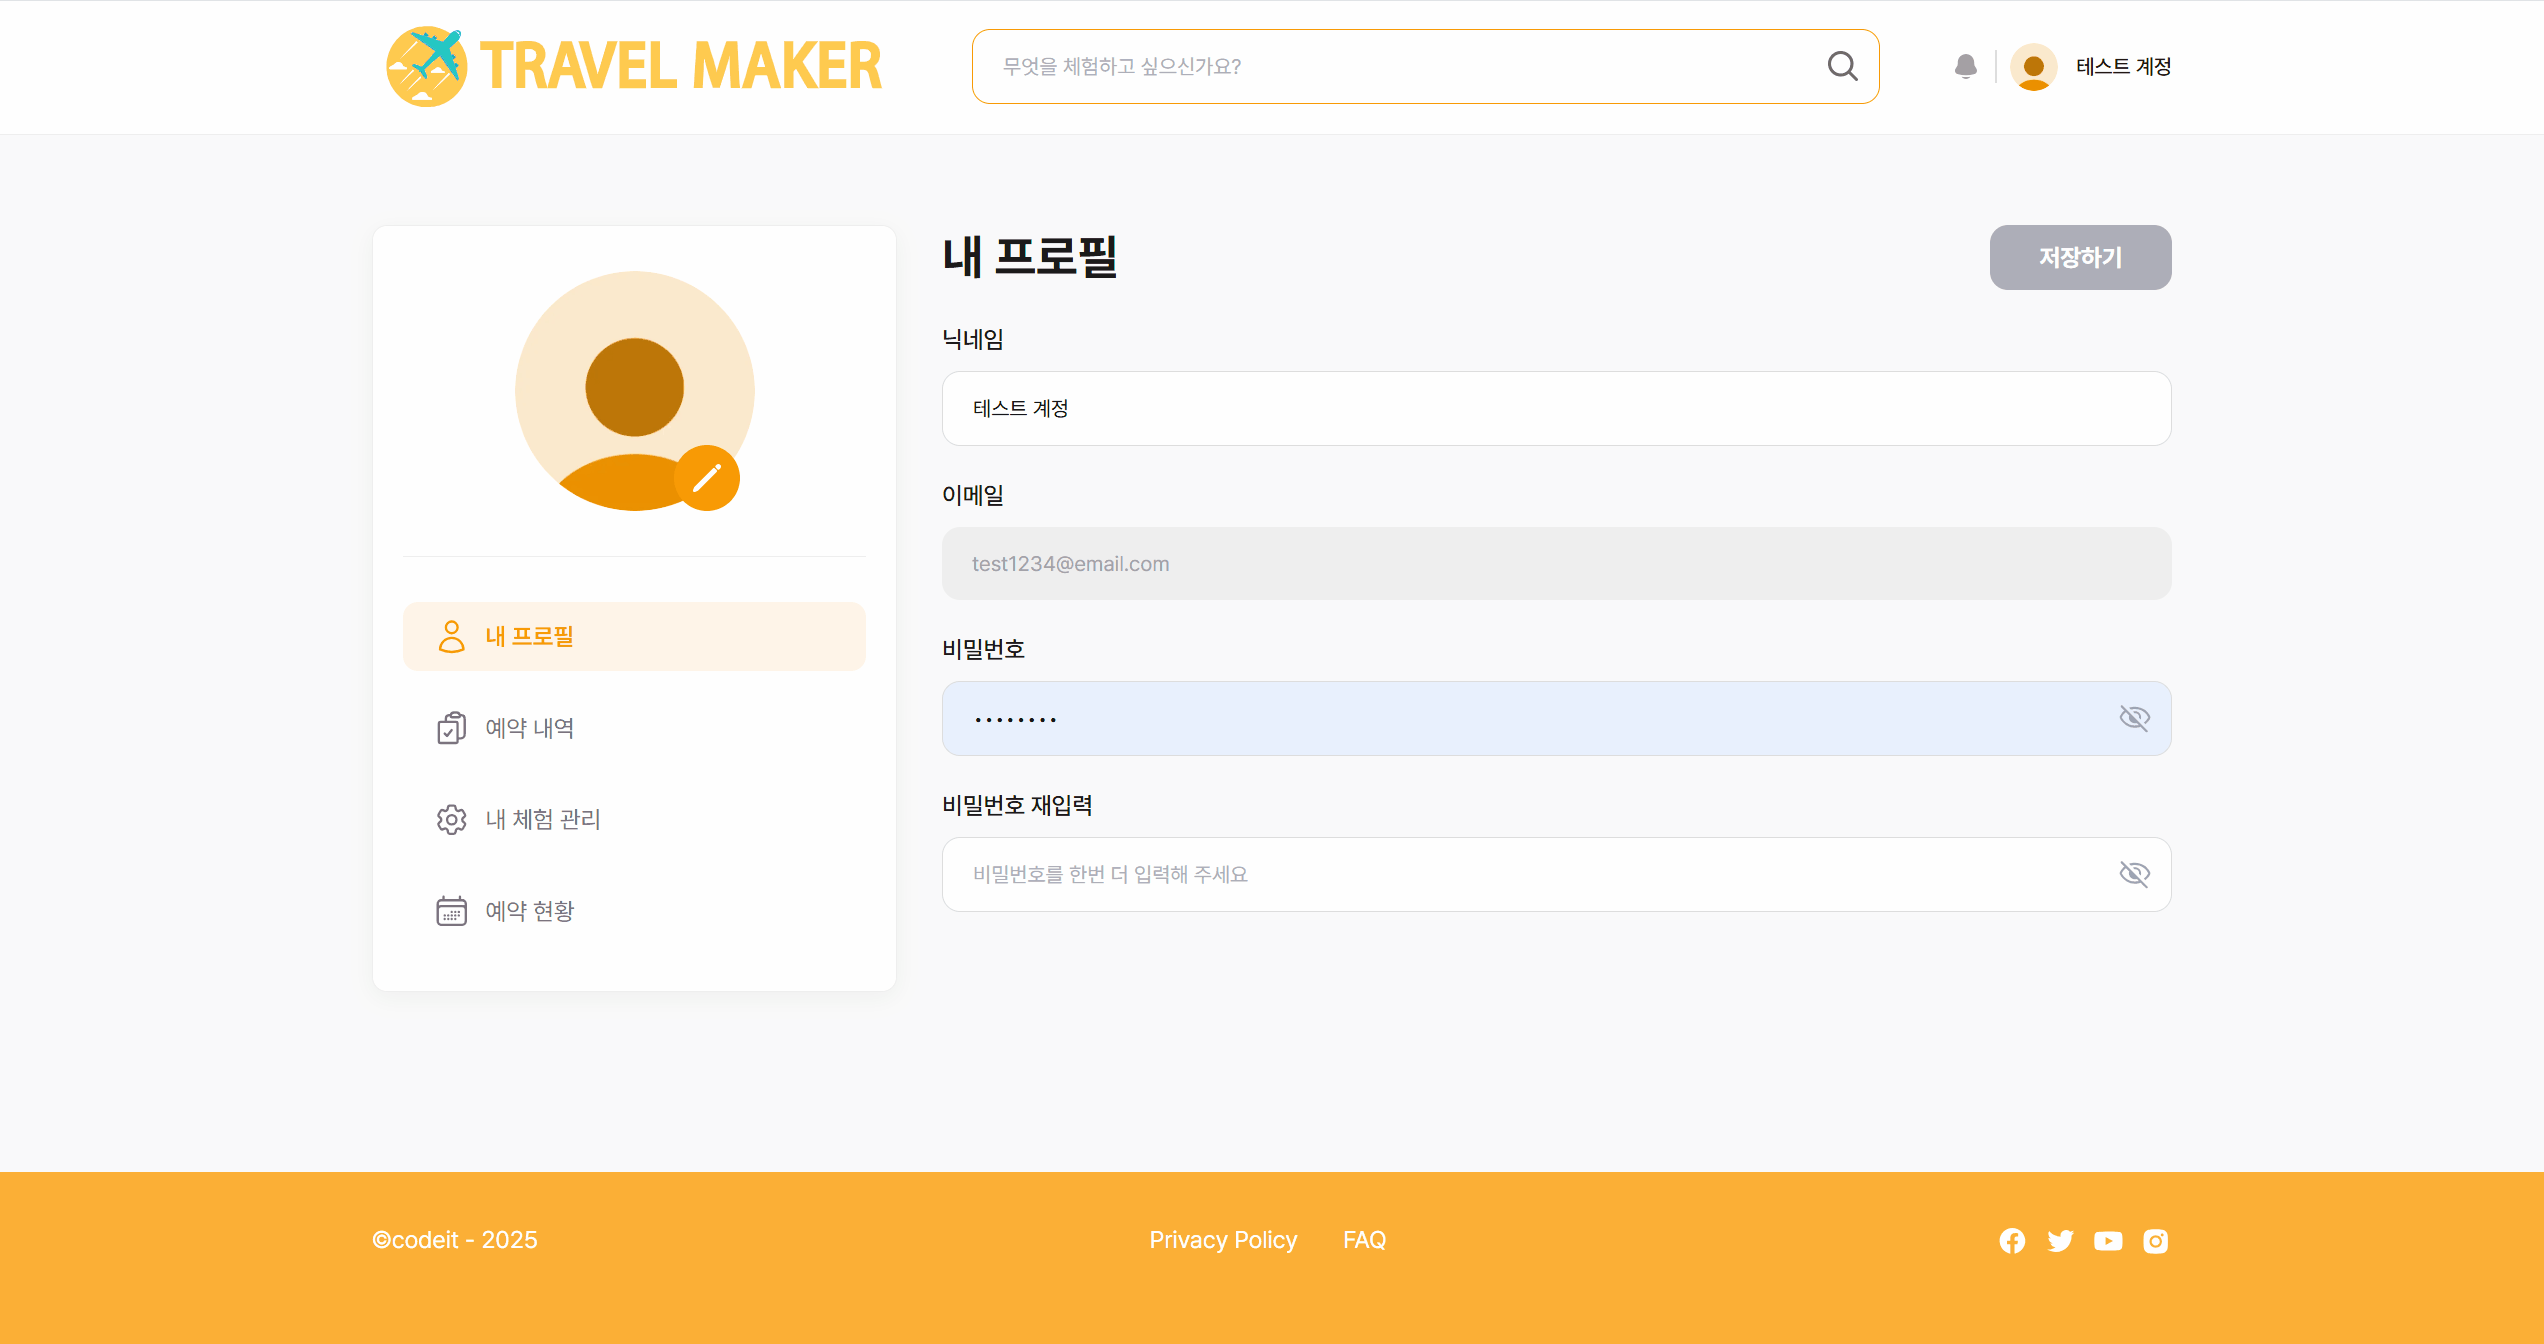 TRAVEL MAKER
무엇을 체험하고 싶으신가요?
테스트 계정
내 프로필
예약 내역
내 체험 관리
예약 현황
내 프로필
저장하기
닉네임
테스트 계정
이메일
test1234@email.com
비밀번호
••••••••
비밀번호 재입력
비밀번호를 한번 더 입력해 주세요
©codeit - 2025
Privacy Policy
FAQ